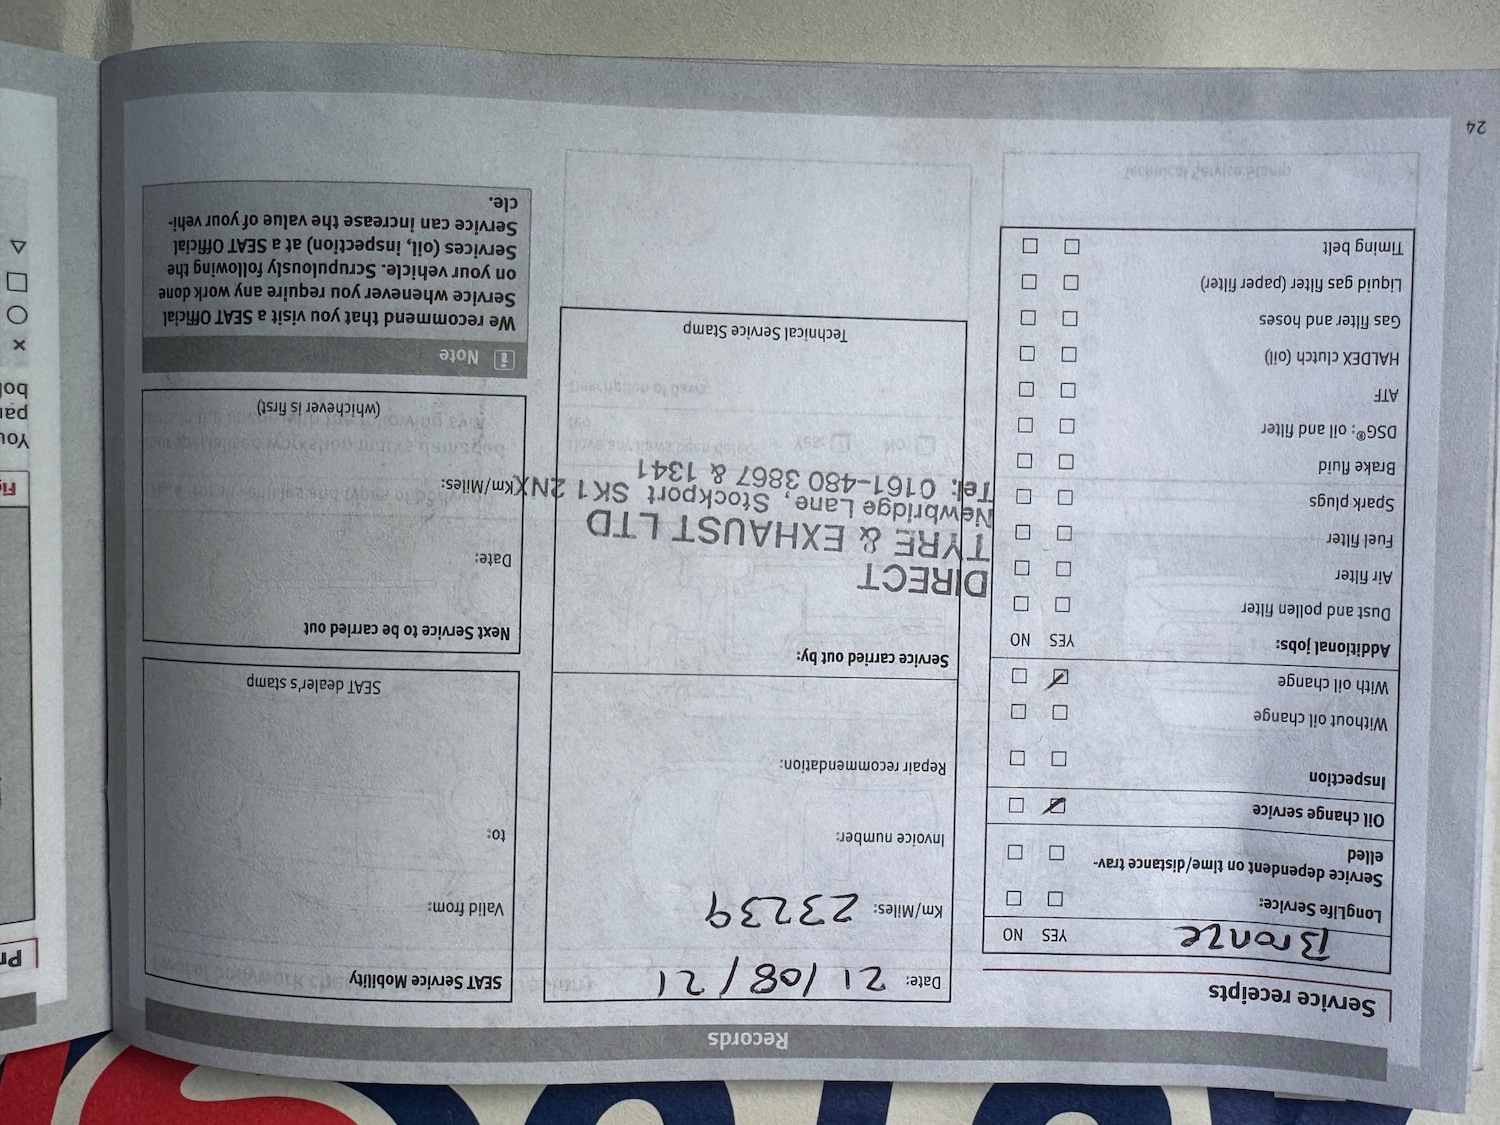 Records
Service receipts
Bronze
YES NO
LongLife Service: ☐ ☐
Service dependent on time/distance trav-
elled ☐ ☐
Oil change service ☑ ☐
Inspection ☐ ☐
Without oil change ☐ ☐
With oil change ☑ ☐
Additional jobs: YES NO
Dust and pollen filter ☐ ☐
Air filter ☐ ☐
Fuel filter ☐ ☐
Spark plugs ☐ ☐
Brake fluid ☐ ☐
DSG®: oil and filter ☐ ☐
ATF ☐ ☐
HALDEX clutch (oil) ☐ ☐
Gas filter and hoses ☐ ☐
Liquid gas filter (paper filter) ☐ ☐
Timing belt ☐ ☐
Date: 21/08/21
Km/Miles: 23239
Invoice number:
Repair recommendation:
Service carried out by:
DIRECT
TYRE & EXHAUST LTD
Newbridge Lane, Stockport SK1 2NX
Tel: 0161-480 3867 & 1341
Technical Service Stamp
SEAT Service Mobility
Valid from:
to:
SEAT dealer's stamp
Next Service to be carried out
Date:
Km/Miles:
(whichever is first)
i Note
We recommend that you visit a SEAT Official
Service whenever you require any work done
on your vehicle. Scrupulously following the
Services (oil, inspection) at a SEAT Official
Service can increase the value of your vehi-
cle.
24
You